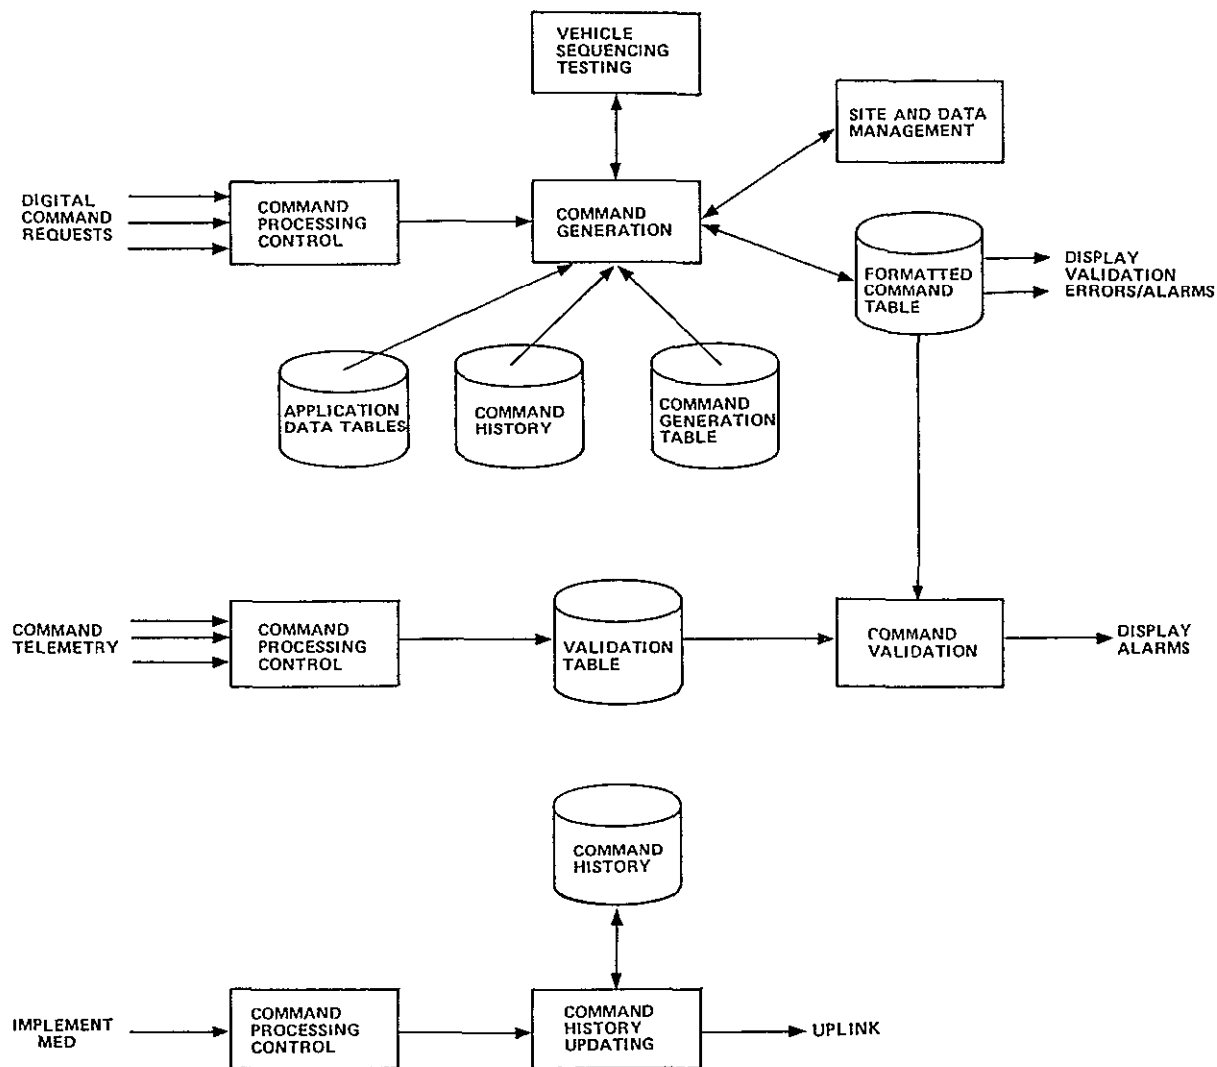 VEHICLE
SEQUENCING
TESTING
SITE AND DATA
MANAGEMENT
DIGITAL
COMMAND
REQUESTS
COMMAND
PROCESSING
CONTROL
COMMAND
GENERATION
FORMATTED
COMMAND
TABLE
DISPLAY
VALIDATION
ERRORS/ALARMS
APPLICATION
DATA TABLES
COMMAND
HISTORY
COMMAND
GENERATION
TABLE
COMMAND
TELEMETRY
COMMAND
PROCESSING
CONTROL
VALIDATION
TABLE
COMMAND
VALIDATION
DISPLAY
ALARMS
COMMAND
HISTORY
IMPLEMENT
MED
COMMAND
PROCESSING
CONTROL
COMMAND
HISTORY
UPDATING
UPLINK